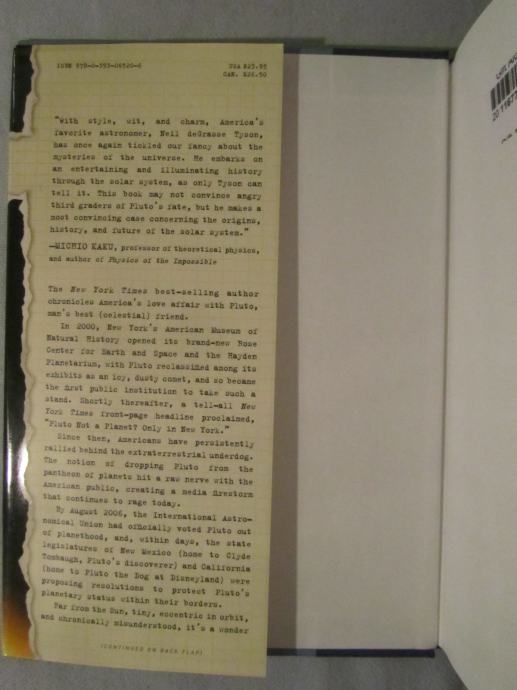 ISBN 978-0-393-06520-6
USA $23.95
CAN. $26.50
"With style, wit, and charm, America's
favorite astronomer, Neil deGrasse Tyson,
has once again tickled our fancy about the
mysteries of the universe. He embarks on
an entertaining and illuminating history
through the solar system, as only Tyson can
tell it. This book may not convince angry
third graders of Pluto's fate, but he makes a
most convincing case concerning the origins,
history, and future of the solar system."
—MICHIO KAKU, professor of theoretical physics,
and author of Physics of the Impossible
The New York Times best-selling author
chronicles America's love affair with Pluto,
man's best (celestial) friend.
In 2000, New York's American Museum of
Natural History opened its brand-new Rose
Center for Earth and Space and the Hayden
Planetarium, with Pluto reclassified among its
exhibits as an icy, dusty comet, and so became
the first public institution to take such a
stand. Shortly thereafter, a tell-all New
York Times front-page headline proclaimed,
"Pluto Not a Planet? Only in New York."
Since then, Americans have persistently
rallied behind the extraterrestrial underdog.
The notion of dropping Pluto from the
pantheon of planets hit a raw nerve with the
American public, creating a media firestorm
that continues to rage today.
By August 2006, the International Astro-
nomical Union had officially voted Pluto out
of planethood, and, within days, the state
legislatures of New Mexico (home to Clyde
Tombaugh, Pluto's discoverer) and California
(home to Pluto the Dog at Disneyland) were
proposing resolutions to protect Pluto's
planetary status within their borders.
Far from the Sun, tiny, eccentric in orbit,
and chronically misunderstood, it's a wonder
(CONTINUED ON BACK FLAP)